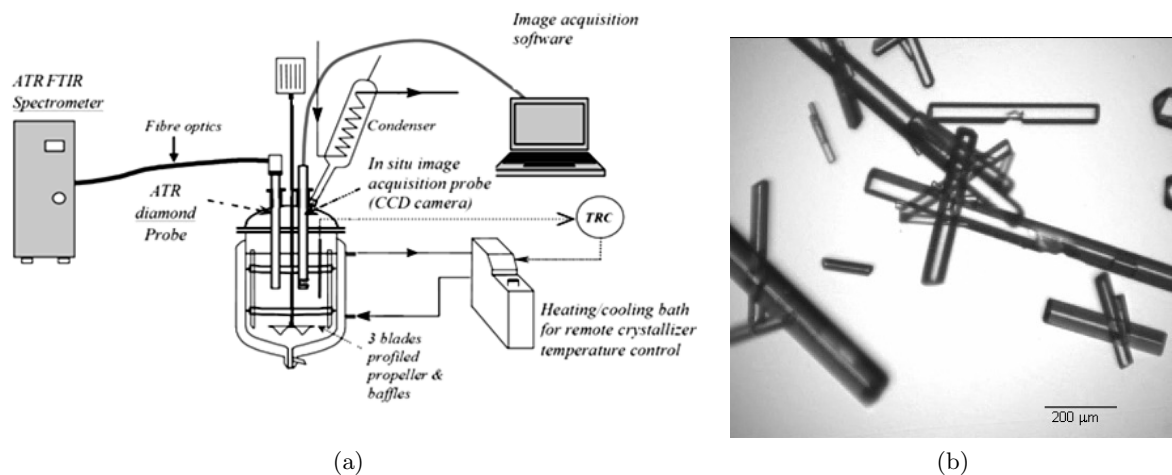 Image acquisition
software
ATR FTIR
Spectrometer
Fibre optics
Condenser
In situ image
acquisition probe
(CCD camera)
ATR
diamond
Probe
TRC
Heating/cooling bath
for remote crystallizer
temperature control
3 blades
profiled
propeller &
baffles
200 μm
(a)
(b)